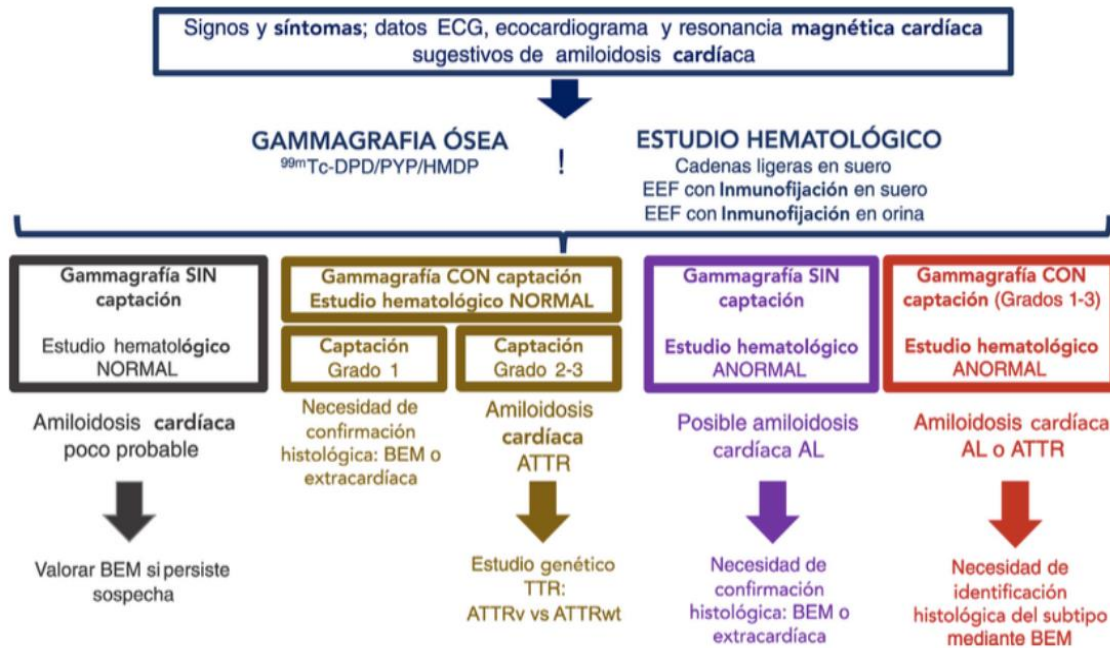 Signos y síntomas; datos ECG, ecocardiograma y resonancia magnética cardíaca
sugestivos de amiloidosis cardíaca
GAMMAGRAFIA ÓSEA
99mTc-DPD/PYP/HMDP
!
ESTUDIO HEMATOLÓGICO
Cadenas ligeras en suero
EEF con Inmunofijación en suero
EEF con Inmunofijación en orina
Gammagrafía SIN
captación
Estudio hematológico
NORMAL
Amiloidosis cardíaca
poco probable
Valorar BEM si persiste
sospecha
Gammagrafía CON captación
Estudio hematológico NORMAL
Captación
Grado 1
Necesidad de
confirmación
histológica: BEM o
extracardíaca
Captación
Grado 2-3
Amiloidosis
cardíaca
ATTR
Estudio genético
TTR:
ATTRv vs ATTRwt
Gammagrafía SIN
captación
Estudio hematológico
ANORMAL
Posible amiloidosis
cardíaca AL
Necesidad de
confirmación
histológica: BEM o
extracardíaca
Gammagrafía CON
captación (Grados 1-3)
Estudio hematológico
ANORMAL
Amiloidosis cardíaca
AL o ATTR
Necesidad de
identificación
histológica del subtipo
mediante BEM